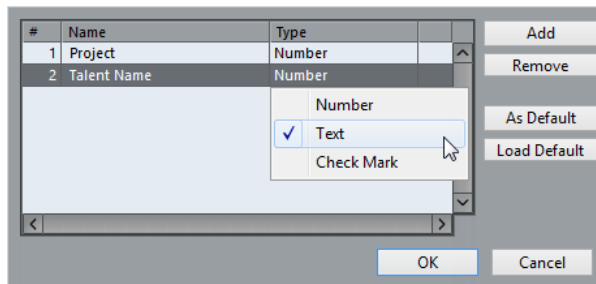 # Name Type Add
1 Project Number
Remove
2 Talent Name Number
Number
As Default
Text
Load Default
Check Mark
OK Cancel